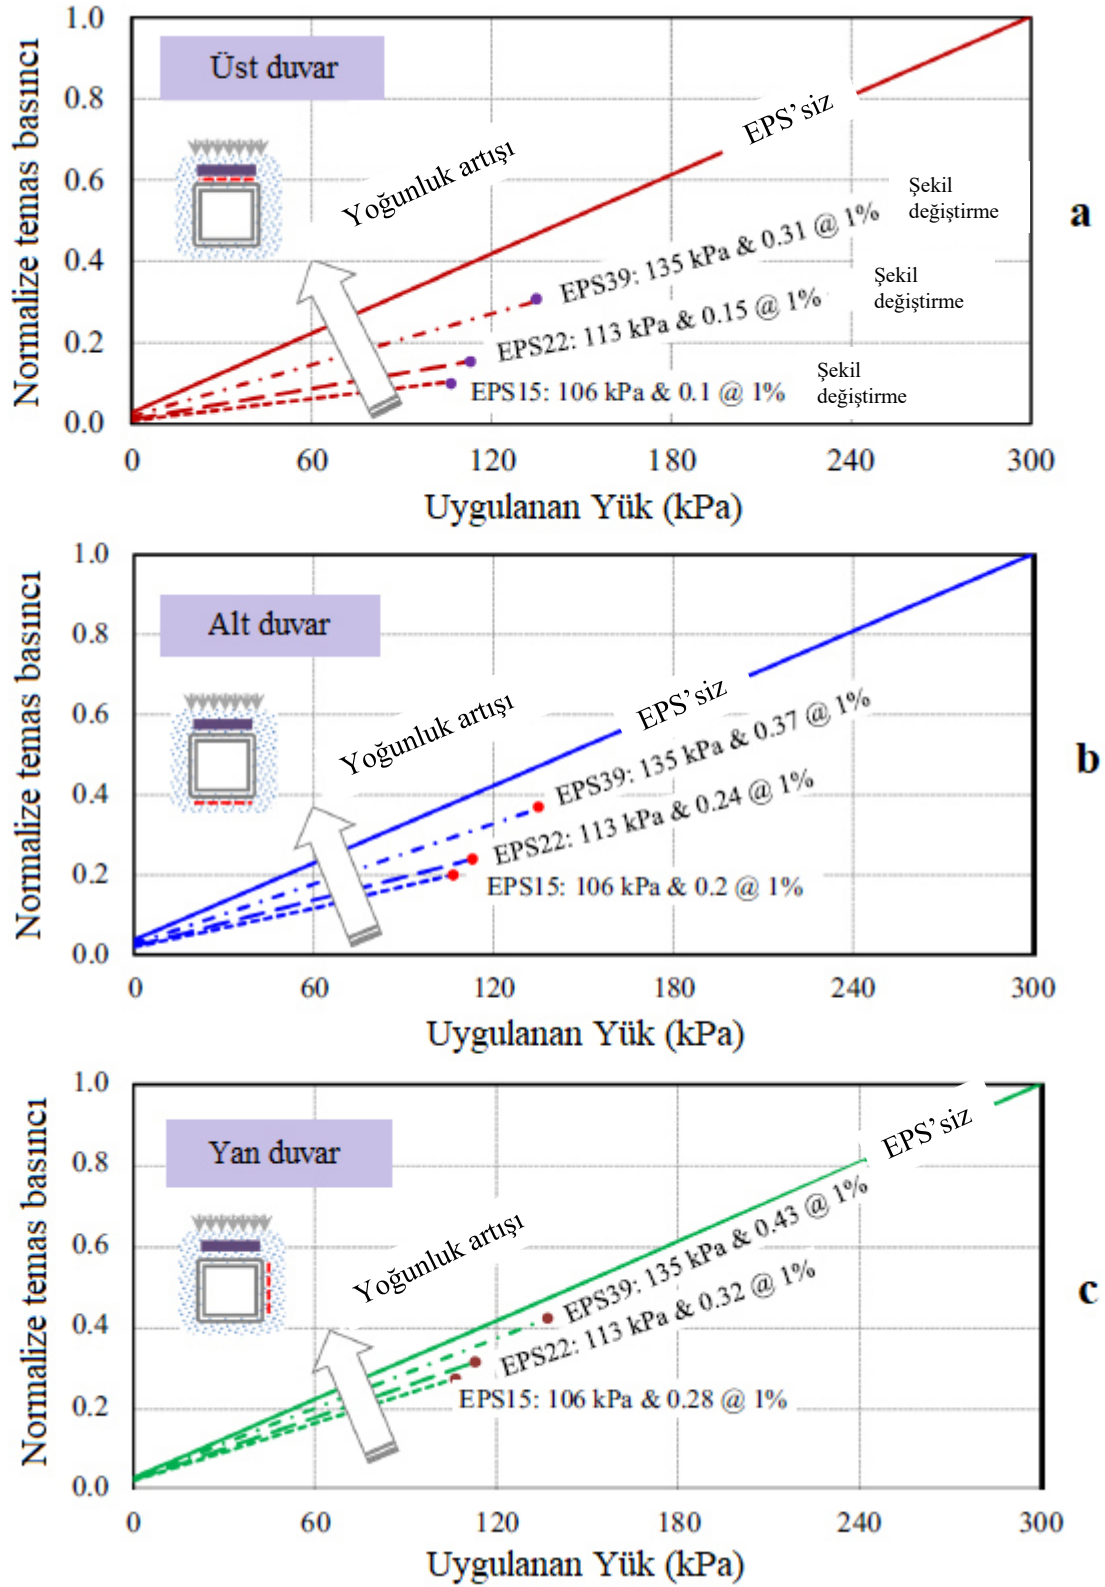 Normalize temas basıncı
1.0
0.8
0.6
0.4
0.2
0.0
Üst duvar
EPS’siz
Yoğunluk artışı
EPS39: 135 kPa & 0.31 @ 1%
Şekil
değiştirme
EPS22: 113 kPa & 0.15 @ 1%
Şekil
değiştirme
EPS15: 106 kPa & 0.1 @ 1%
Şekil
değiştirme
a
0 60 120 180 240 300
Uygulanan Yük (kPa)
Normalize temas basıncı
1.0
0.8
0.6
0.4
0.2
0.0
Alt duvar
EPS’siz
Yoğunluk artışı
EPS39: 135 kPa & 0.37 @ 1%
EPS22: 113 kPa & 0.24 @ 1%
EPS15: 106 kPa & 0.2 @ 1%
b
0 60 120 180 240 300
Uygulanan Yük (kPa)
Normalize temas basıncı
1.0
0.8
0.6
0.4
0.2
0.0
Yan duvar
EPS’siz
Yoğunluk artışı
EPS39: 135 kPa & 0.43 @ 1%
EPS22: 113 kPa & 0.32 @ 1%
EPS15: 106 kPa & 0.28 @ 1%
c
0 60 120 180 240 300
Uygulanan Yük (kPa)